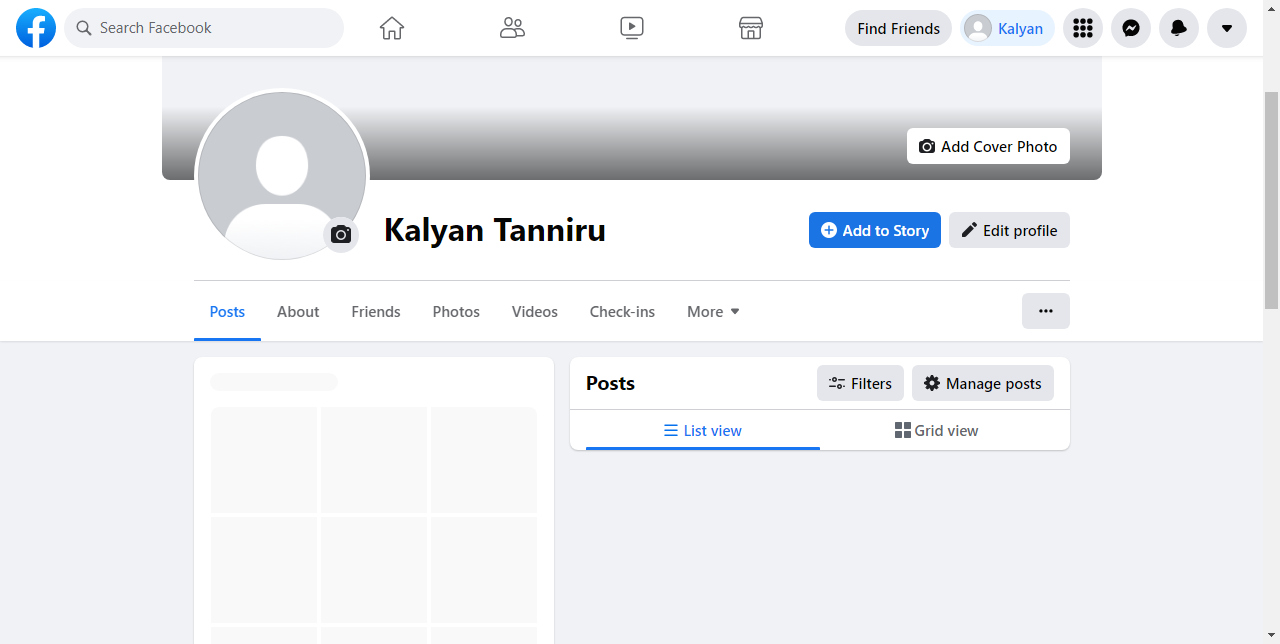 Search Facebook
Find Friends
Kalyan
Add Cover Photo
Kalyan Tanniru
Add to Story
Edit profile
Posts
About
Friends
Photos
Videos
Check-ins
More
Posts
Filters
Manage posts
List view
Grid view